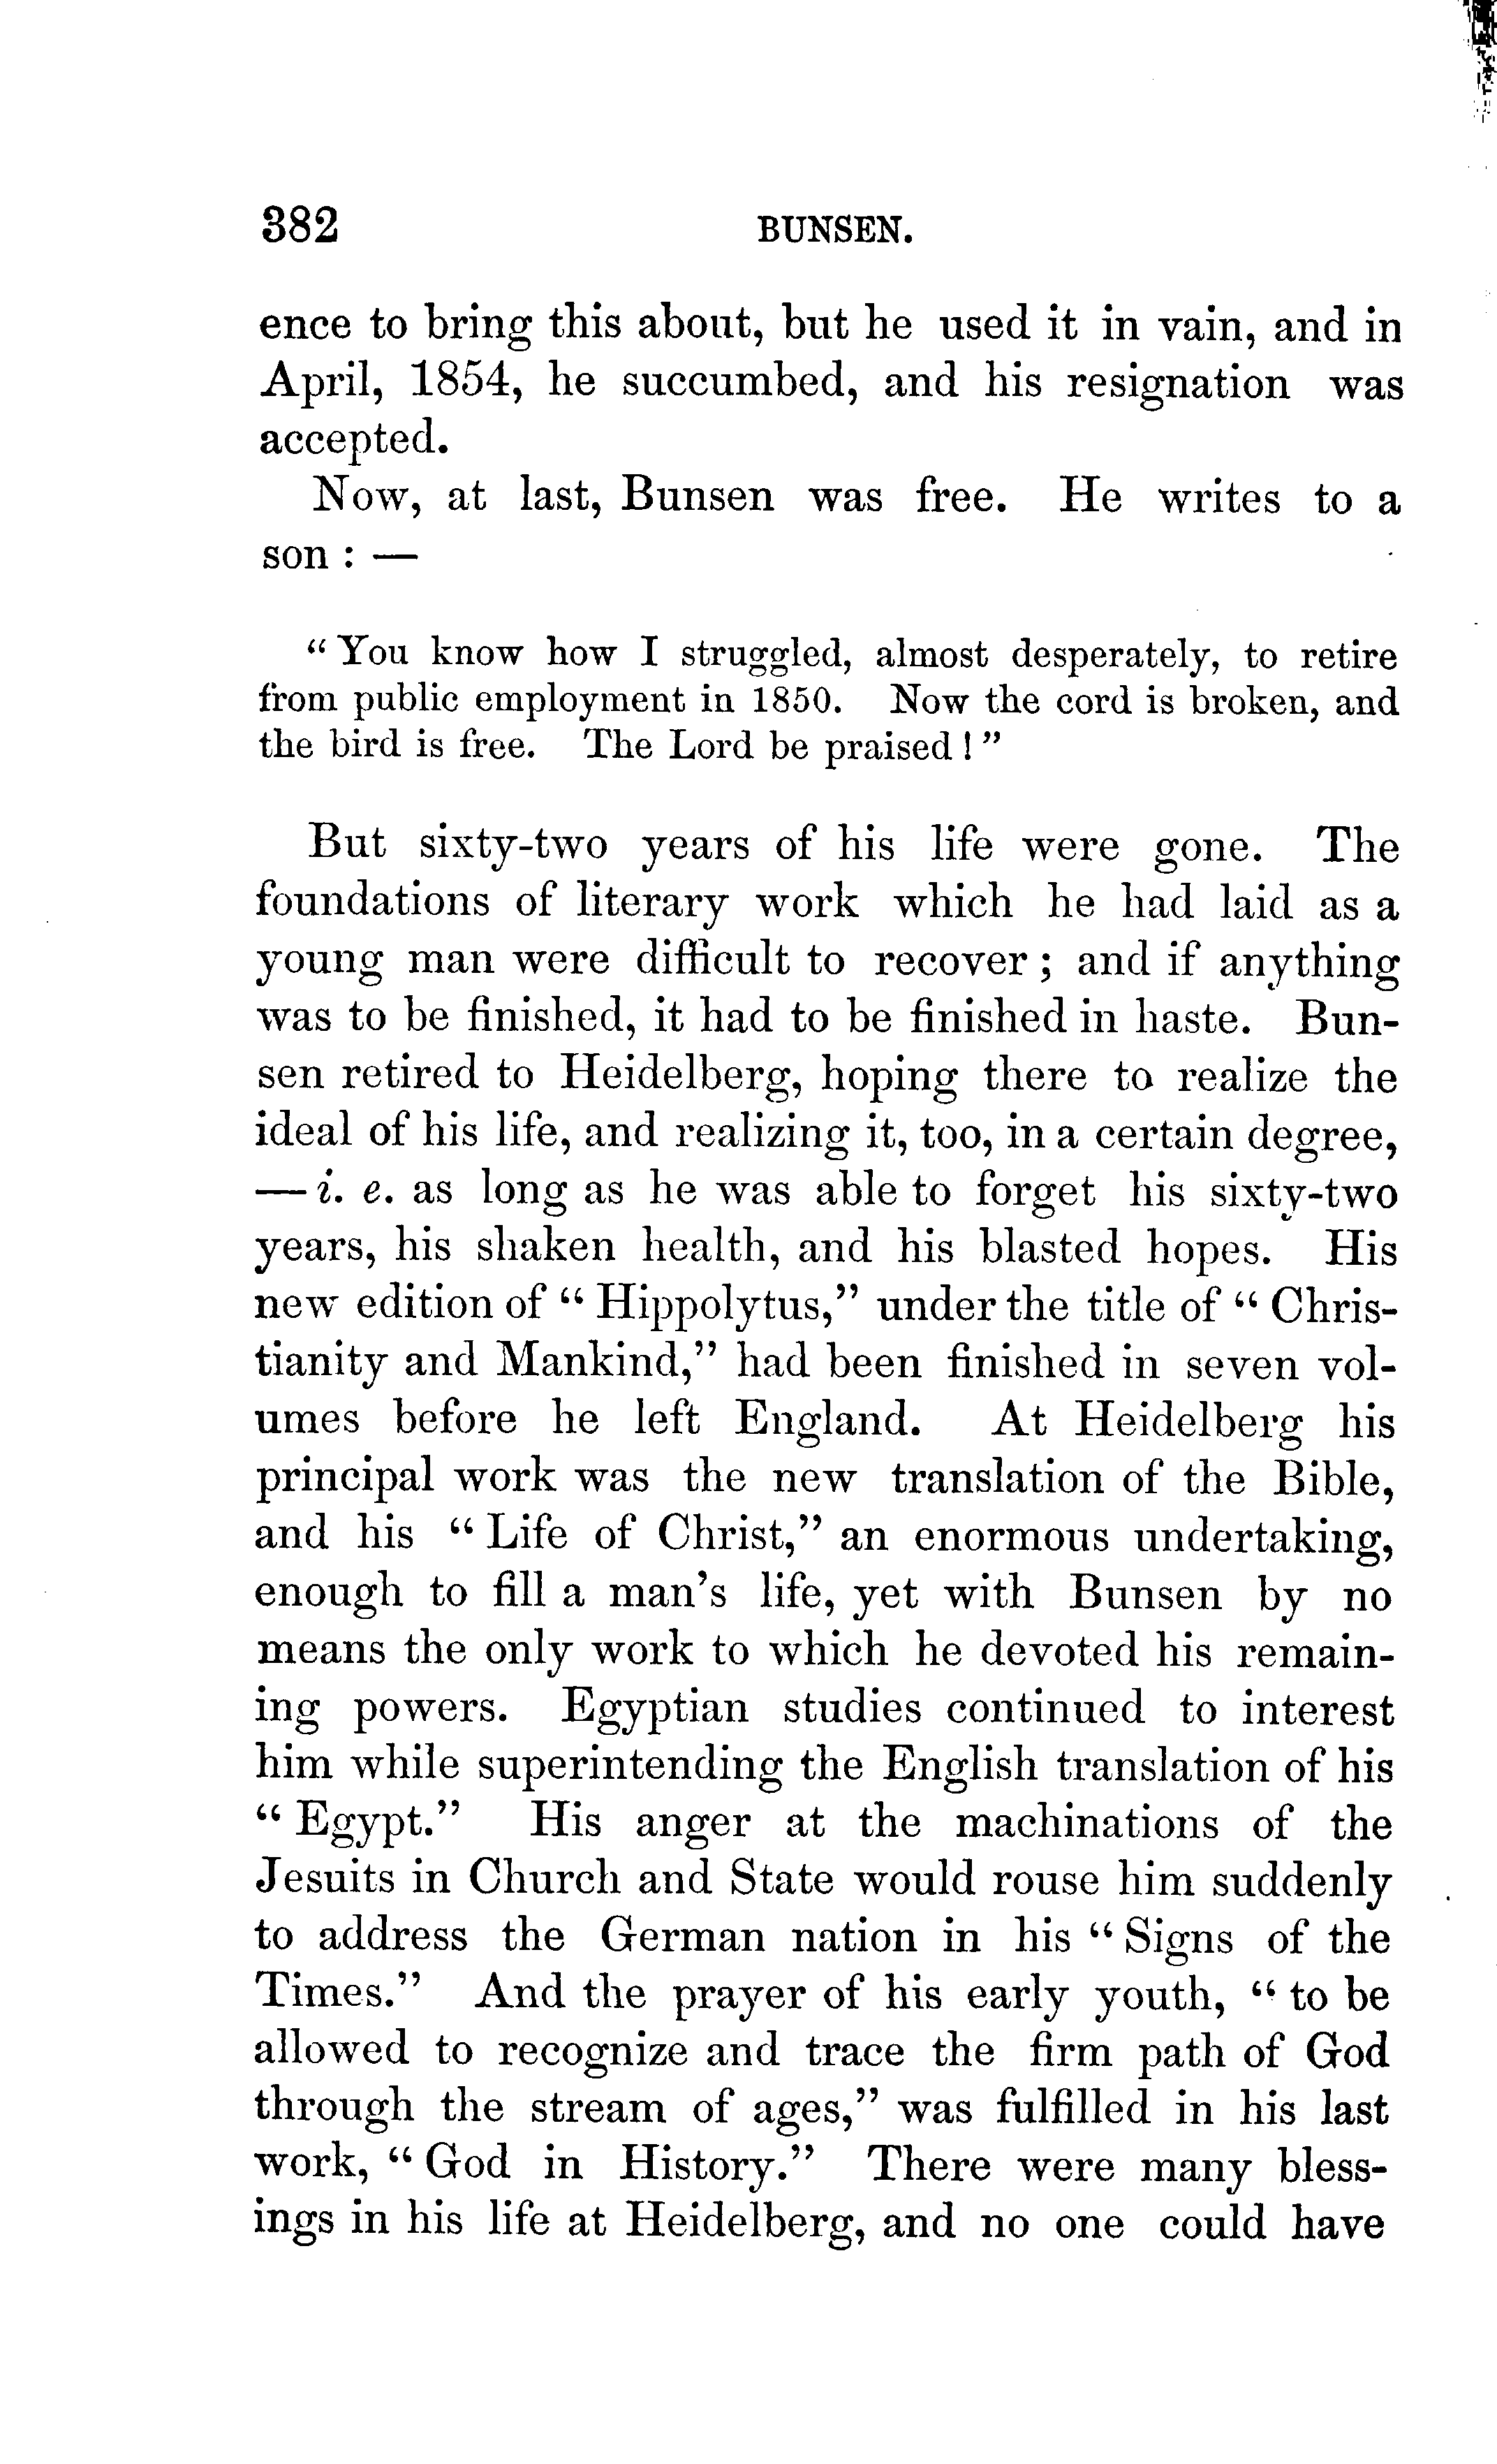 382 BUNSEN.
ence to bring this about, but he used it in vain, and in
April, 1854, he succumbed, and his resignation was
accepted.
Now, at last, Bunsen was free. He writes to a
son : —
“ You know how I struggled, almost desperately, to retire
from public employment in 1850. Now the cord is broken, and
the bird is free. The Lord be praised ! ”
But sixty-two years of his life were gone. The
foundations of literary work which he had laid as a
young man were difficult to recover ; and if anything
was to be finished, it had to be finished in haste. Bun-
sen retired to Heidelberg, hoping there to realize the
ideal of his life, and realizing it, too, in a certain degree,
— i. e. as long as he was able to forget his sixty-two
years, his shaken health, and his blasted hopes. His
new edition of “ Hippolytus,” under the title of “ Chris-
tianity and Mankind,” had been finished in seven vol-
umes before he left England. At Heidelberg his
principal work was the new translation of the Bible,
and his “ Life of Christ,” an enormous undertaking,
enough to fill a man’s life, yet with Bunsen by no
means the only work to which he devoted his remain-
ing powers. Egyptian studies continued to interest
him while superintending the English translation of his
“ Egypt.” His anger at the machinations of the
Jesuits in Church and State would rouse him suddenly
to address the German nation in his “ Signs of the
Times.” And the prayer of his early youth, “ to be
allowed to recognize and trace the firm path of God
through the stream of ages,” was fulfilled in his last
work, “ God in History.” There were many bless-
ings in his life at Heidelberg, and no one could have